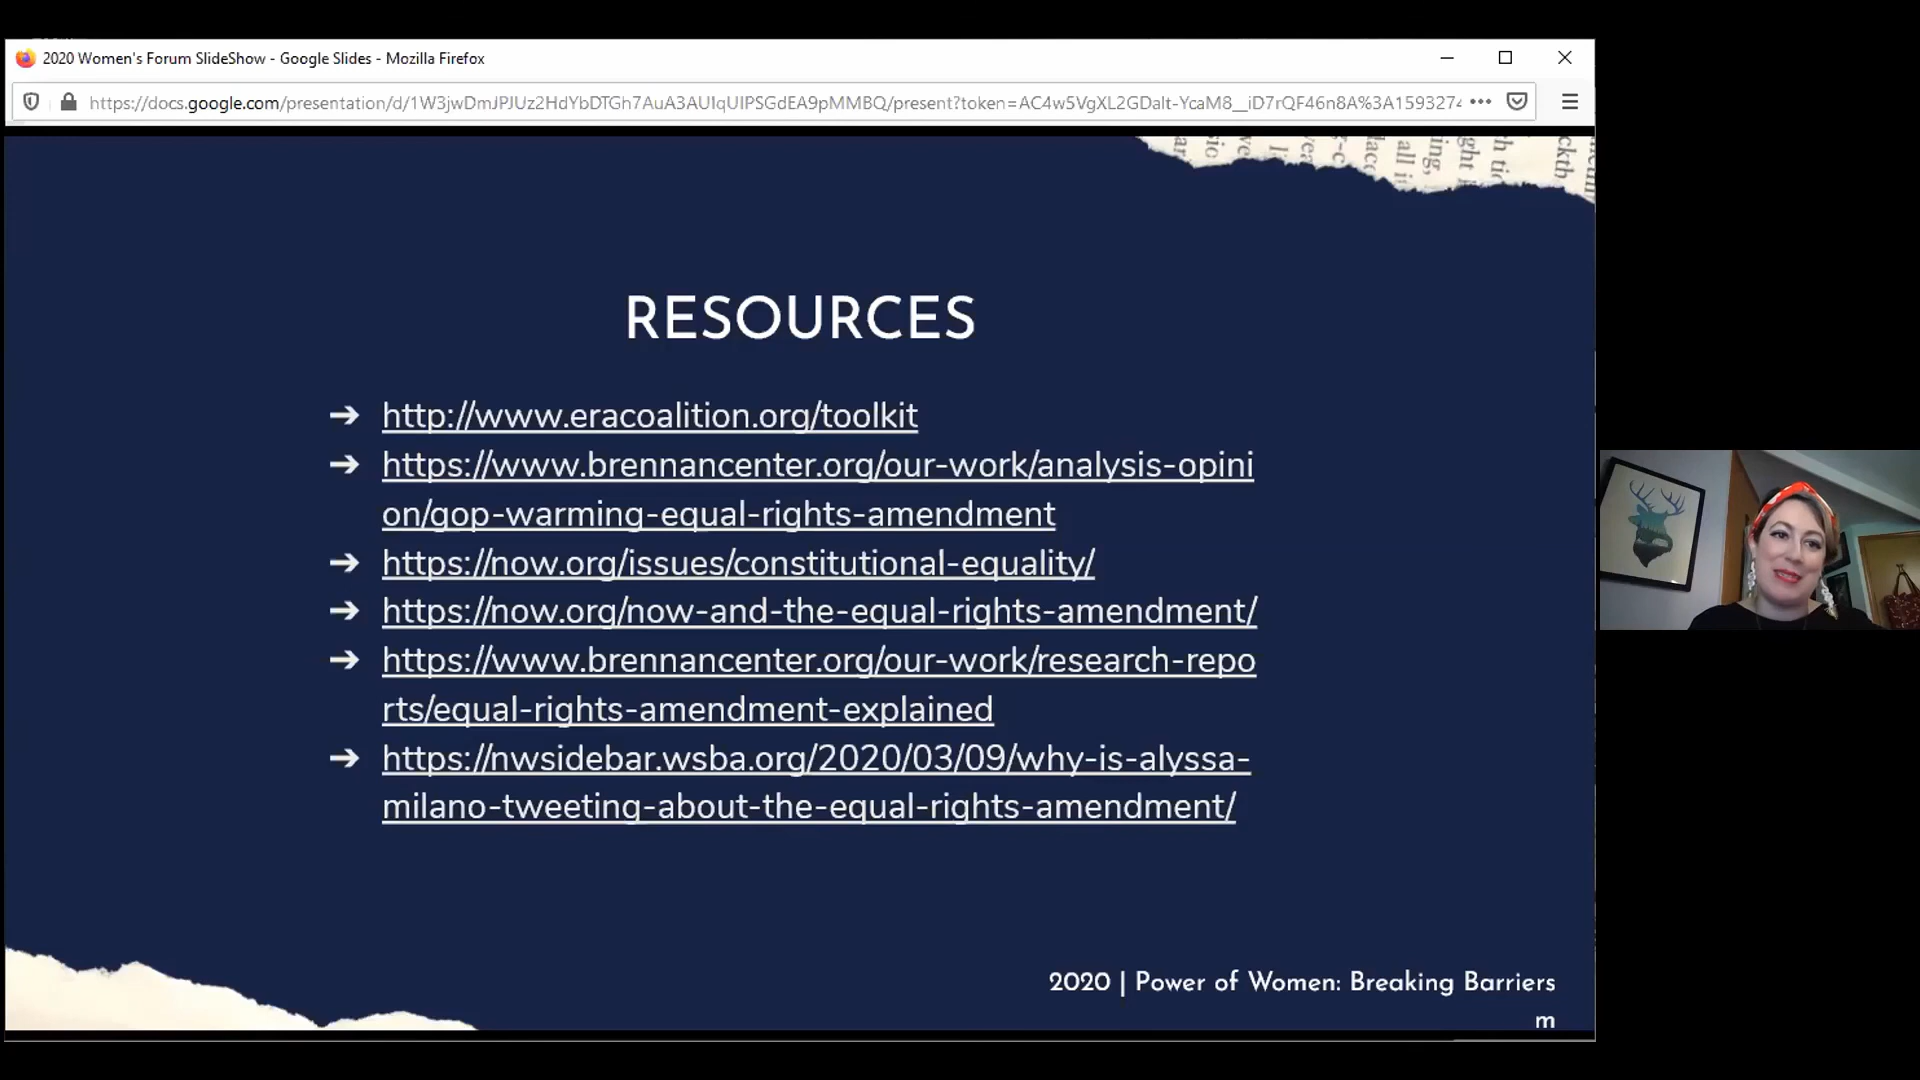 2020 Women's Forum SlideShow - Google Slides - Mozilla Firefox
https://docs.google.com/presentation/d/1W3jwDmJPJUz2HdYbDTGh7AuA3AUIqUIPSGdEA9pMMBQ/present?token=AC4w5VgXL2GDaIt-YcaM8__iD7rQF46n8A%3A1593274
RESOURCES
➔ http://www.eracoalition.org/toolkit
➔ https://www.brennancenter.org/our-work/analysis-opini
on/gop-warming-equal-rights-amendment
➔ https://now.org/issues/constitutional-equality/
➔ https://now.org/now-and-the-equal-rights-amendment/
➔ https://www.brennancenter.org/our-work/research-repo
rts/equal-rights-amendment-explained
➔ https://nwsidebar.wsba.org/2020/03/09/why-is-alyssa-
milano-tweeting-about-the-equal-rights-amendment/
2020 | Power of Women: Breaking Barriers
m